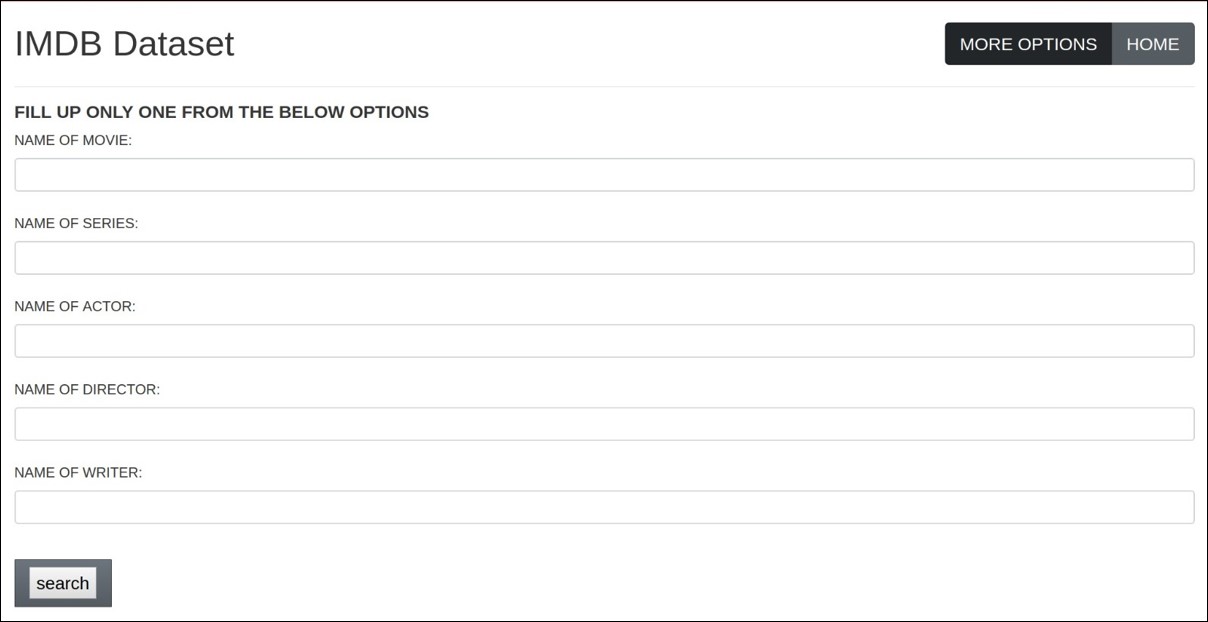 IMDB Dataset
MORE OPTIONS HOME
FILL UP ONLY ONE FROM THE BELOW OPTIONS
NAME OF MOVIE:
NAME OF SERIES:
NAME OF ACTOR:
NAME OF DIRECTOR:
NAME OF WRITER:
search